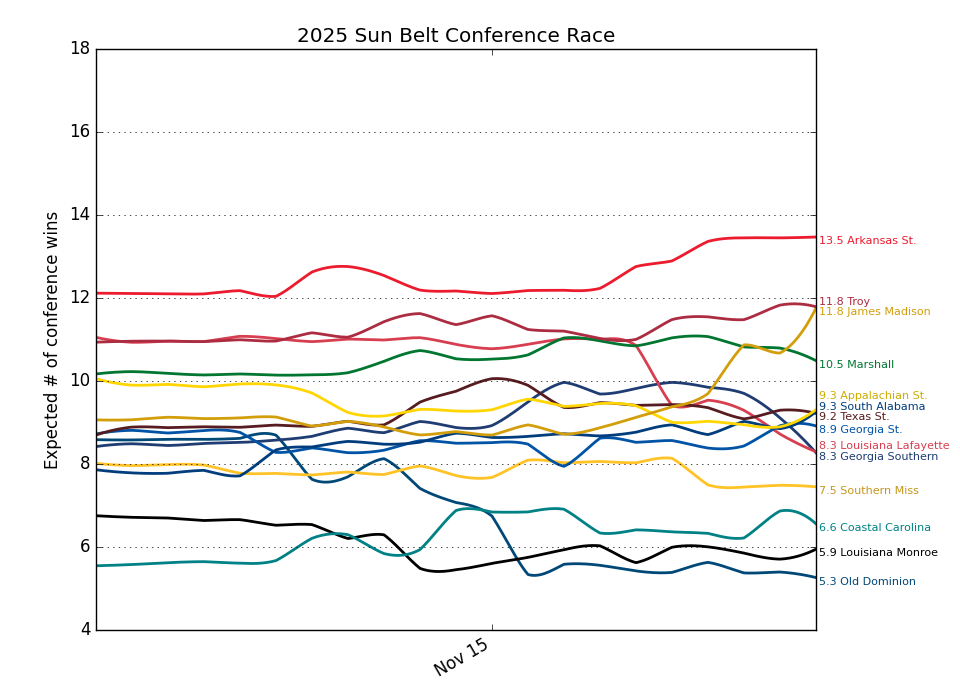 2025 Sun Belt Conference Race
Expected # of conference wins
18
16
14
12
10
8
6
4
Nov 15
13.5 Arkansas St.
11.8 Troy
11.8 James Madison
10.5 Marshall
9.3 Appalachian St.
9.3 South Alabama
9.2 Texas St.
8.9 Georgia St.
8.3 Louisiana Lafayette
8.3 Georgia Southern
7.5 Southern Miss
6.6 Coastal Carolina
5.9 Louisiana Monroe
5.3 Old Dominion